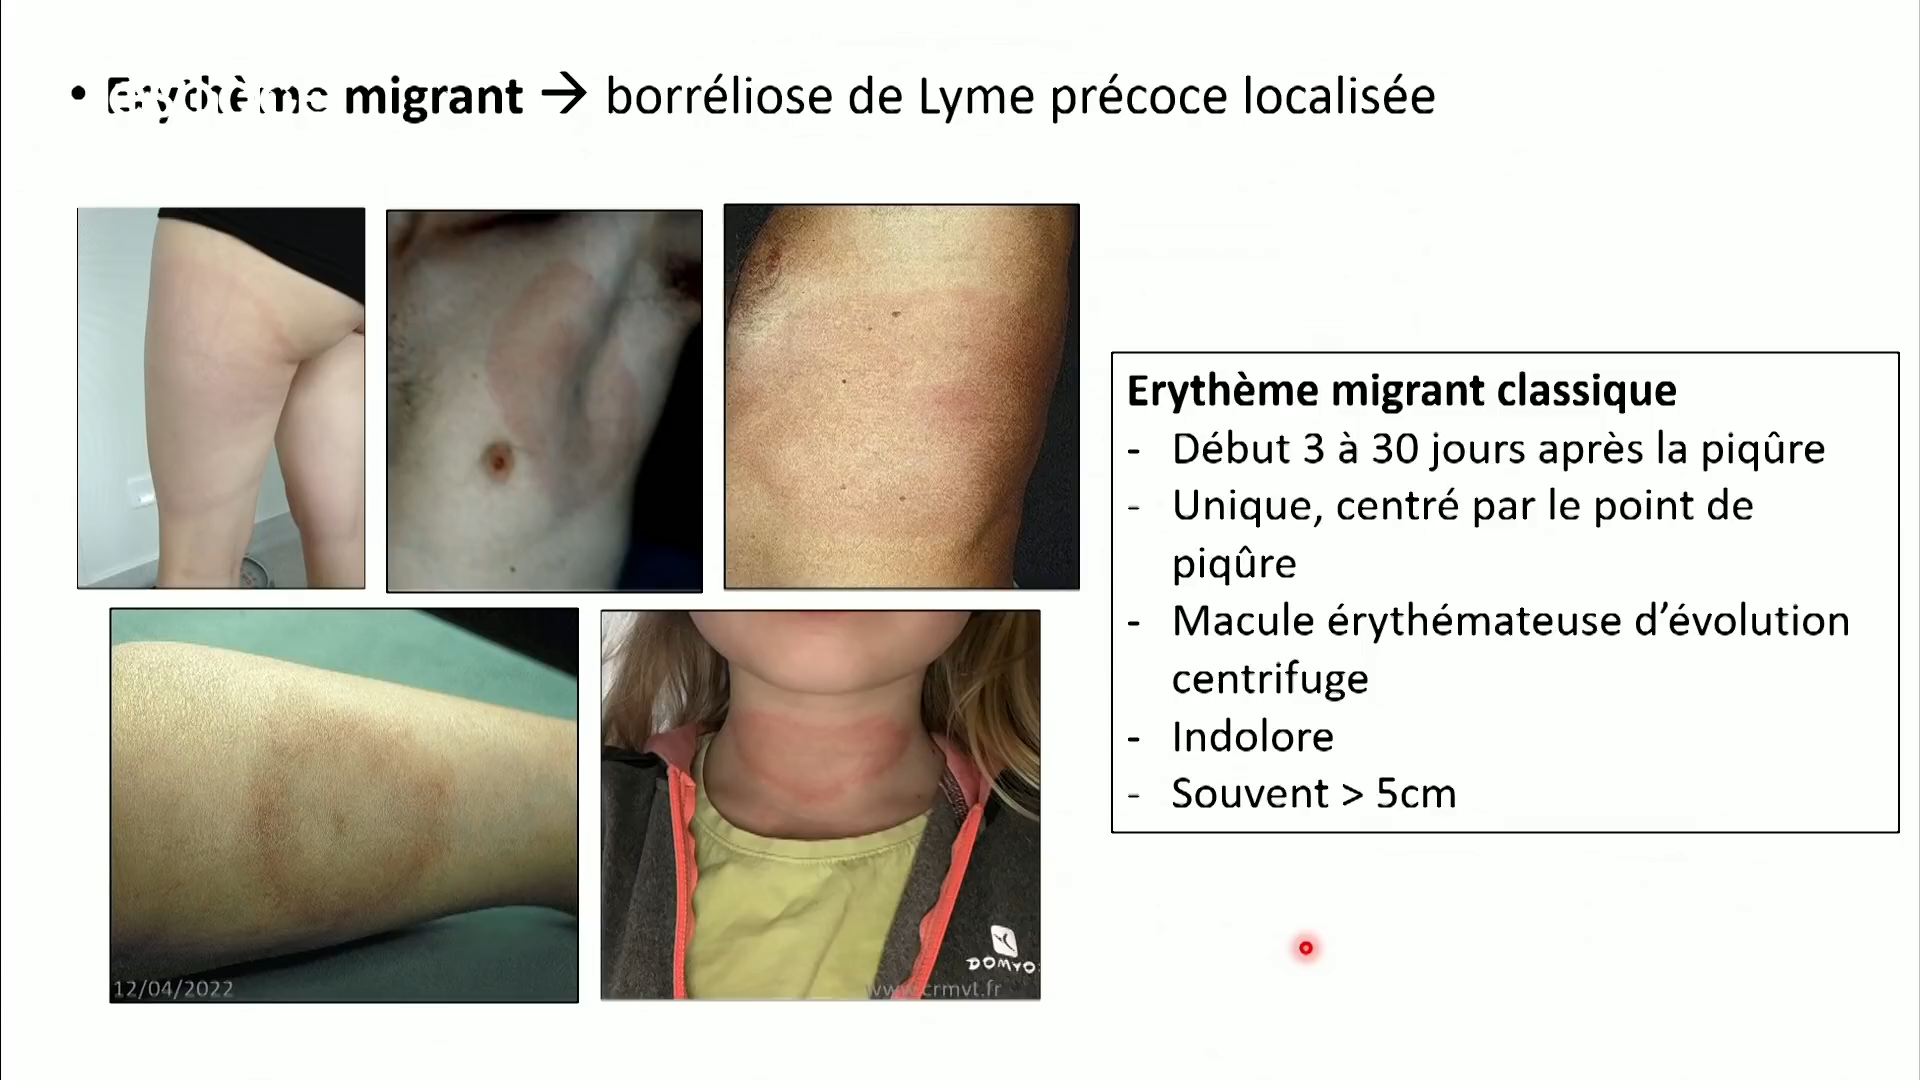 • Erythème migrant → borréliose de Lyme précoce localisée
Erythème migrant classique
- Début 3 à 30 jours après la piqûre
- Unique, centré par le point de
piqûre
- Macule érythémateuse d’évolution
centrifuge
- Indolore
- Souvent > 5cm
12/04/2022
DOMYOS
www.crmvt.fr